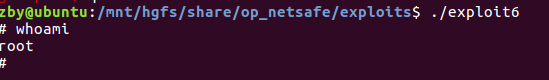 zby@ubuntu:/mnt/hgfs/share/op_netsafe/exploits$ ./exploit6
# whoami
root
#